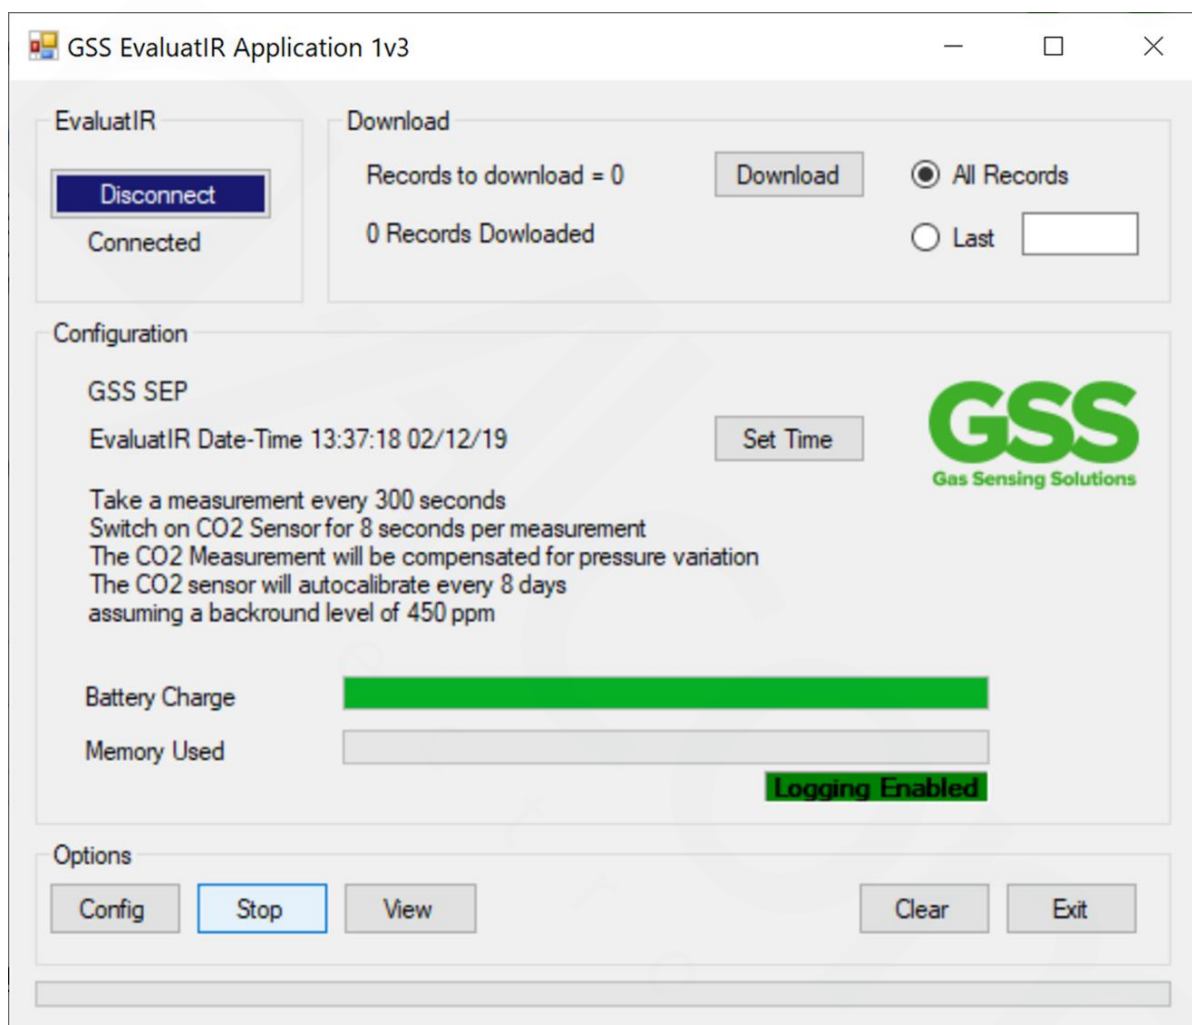 GSS EvaluatIR Application 1v3
EvaluatIR
Disconnect
Connected
Download
Records to download = 0
Download
All Records
0 Records Dowloaded
Last
Configuration
GSS SEP
EvaluatIR Date-Time 13:37:18 02/12/19
Set Time
GSS
Gas Sensing Solutions
Take a measurement every 300 seconds
Switch on CO2 Sensor for 8 seconds per measurement
The CO2 Measurement will be compensated for pressure variation
The CO2 sensor will autocalibrate every 8 days
assuming a backround level of 450 ppm
Battery Charge
Memory Used
Logging Enabled
Options
Config
Stop
View
Clear
Exit